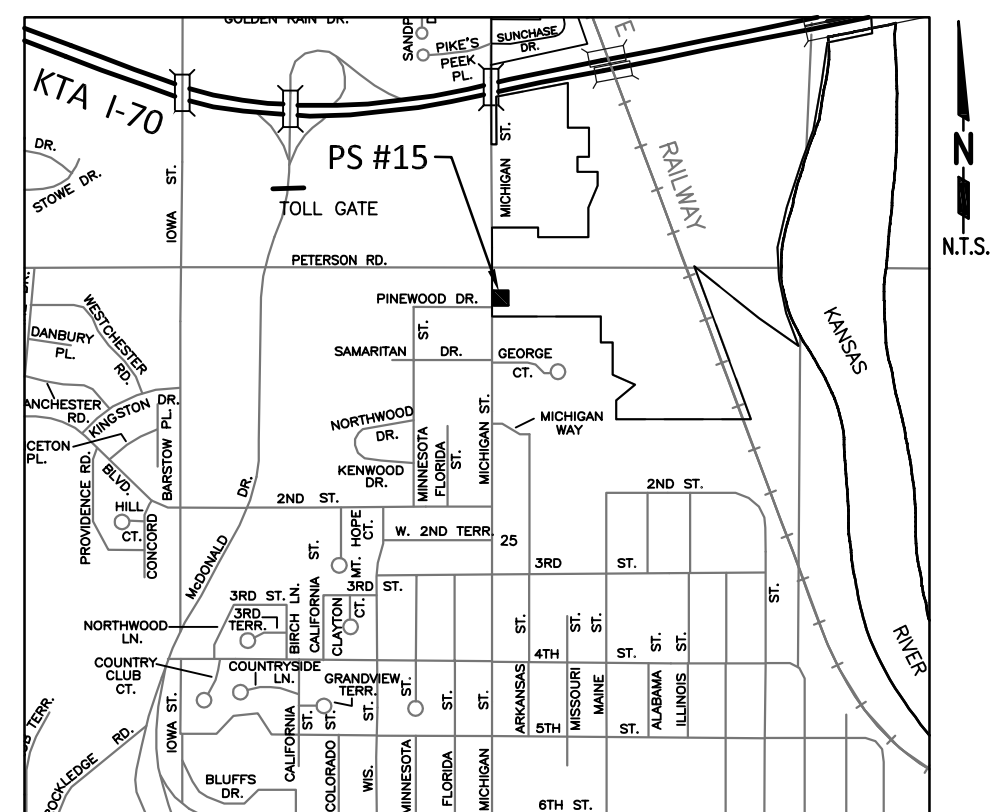 GOLDEN RAIN DR.
PIKE'S
PEEK
PL.
SUNCHASE
DR.
KTA I-70
PS #15
RAILWAY
N
N.T.S.
DR.
STOWE DR.
IOWA ST.
TOLL GATE
MICHIGAN ST.
PETERSON RD.
PINEWOOD DR.
WESTCHESTER
RD.
DANBURY
PL.
ST.
SAMARITAN DR.
GEORGE
CT.
KANSAS
RD.
KINGSTON DR.
BARSTOW PL.
NORTHWOOD
DR.
KENWOOD
DR.
MINNESOTA
FLORIDA
ST.
MICHIGAN ST.
MICHIGAN
WAY
PL.
PROVIDENCE RD.
BLVD.
HILL
CT.
CONCORD
McDONALD DR.
2ND ST.
2ND ST.
ST.
MT. HOPE
CT.
W. 2ND TERR.
25
3RD ST.
3RD ST.
3RD ST.
3RD
TERR.
BIRCH LN.
CALIFORNIA
CLAYTON
CT.
ST.
ST.
ST.
ST.
ST.
ST.
NORTHWOOD
LN.
COUNTRY
CLUB
CT.
COUNTRYSIDE
LN.
GRANDVIEW
TERR.
4TH ST.
RIVER
IOWA ST.
CALIFORNIA
ST.
ST.
ST.
ST.
ST.
ST.
ARKANSAS
MISSOURI
MAINE
ALABAMA
ILLINOIS
5TH ST.
TERR.
RD.
BLUFFS
DR.
COLORADO
WIS.
MINNESOTA
FLORIDA
MICHIGAN
6TH ST.